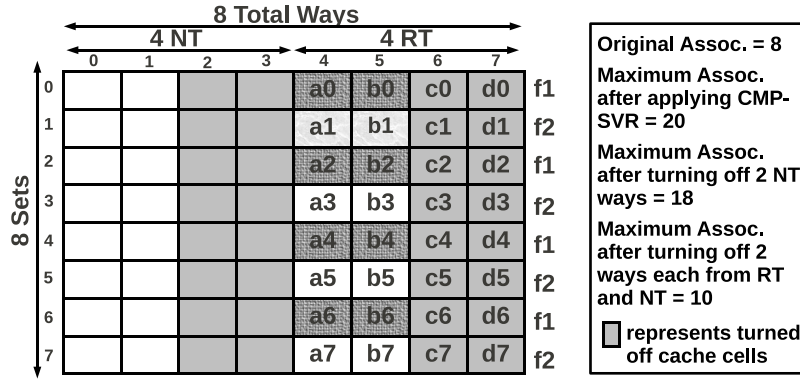 8 Total Ways
4 NT 4 RT
0 1 2 3 4 5 6 7
8 Sets
0 a0 b0 c0 d0 f1
1 a1 b1 c1 d1 f2
2 a2 b2 c2 d2 f1
3 a3 b3 c3 d3 f2
4 a4 b4 c4 d4 f1
5 a5 b5 c5 d5 f2
6 a6 b6 c6 d6 f1
7 a7 b7 c7 d7 f2
Original Assoc. = 8
Maximum Assoc.
after applying CMP-
SVR = 20
Maximum Assoc.
after turning off 2 NT
ways = 18
Maximum Assoc.
after turning off 2
ways each from RT
and NT = 10
represents turned
off cache cells